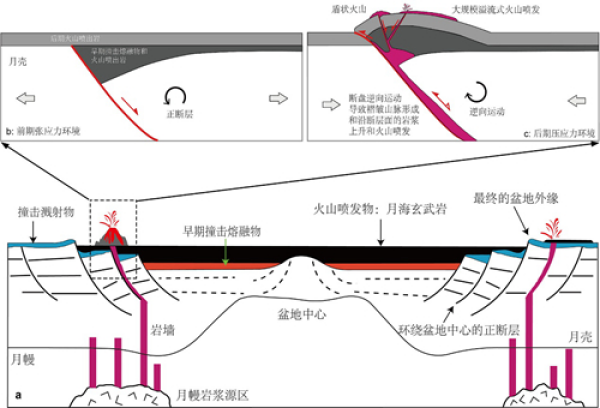 盾状火山
大规模溢流式火山喷发
后期火山喷出岩
早期撞击熔融物和
火山喷出岩
月壳
正断层
b: 前期张应力环境
断盘逆向运动
导致褶皱山脉形成
和沿断层面的岩浆
上升和火山喷发
逆向运动
c: 后期压应力环境
撞击溅射物
火山喷发物：月海玄武岩
最终的盆地外缘
早期撞击熔融物
岩墙
盆地中心
环绕盆地中心的正断层
月壳
月幔
a
月幔岩浆源区